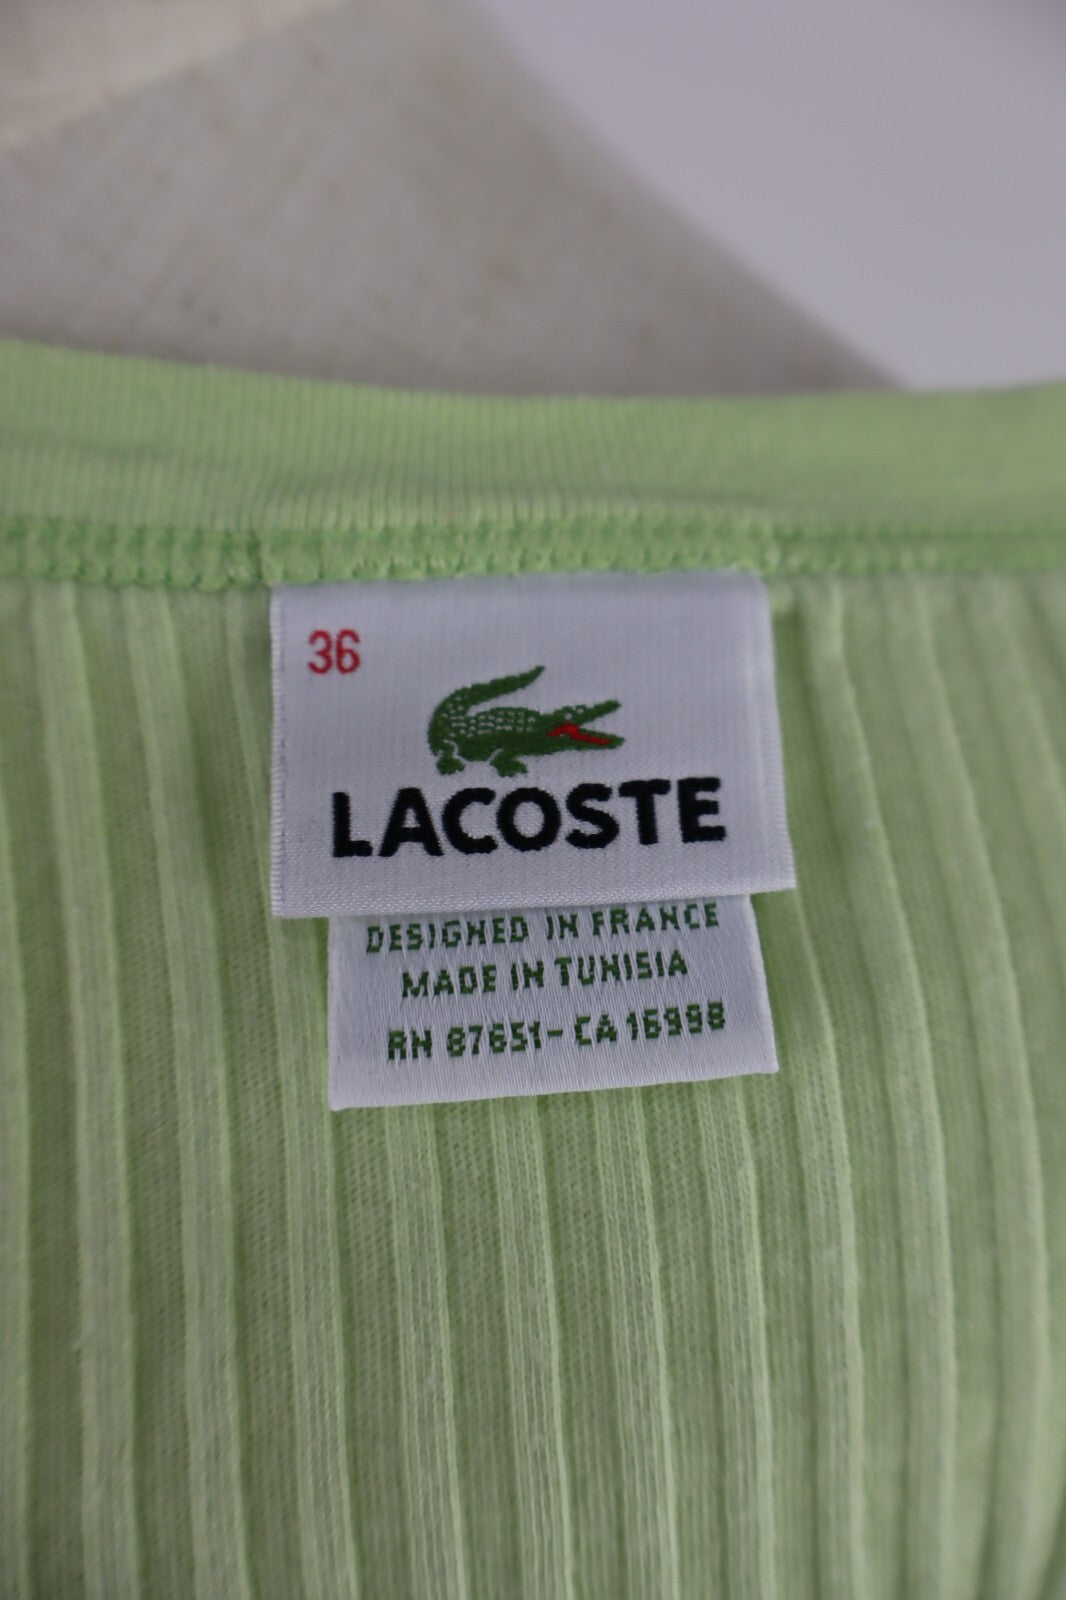 36
LACOSTE
DESIGNED IN FRANCE
MADE IN TUNISIA
RN 87651- CA 16998